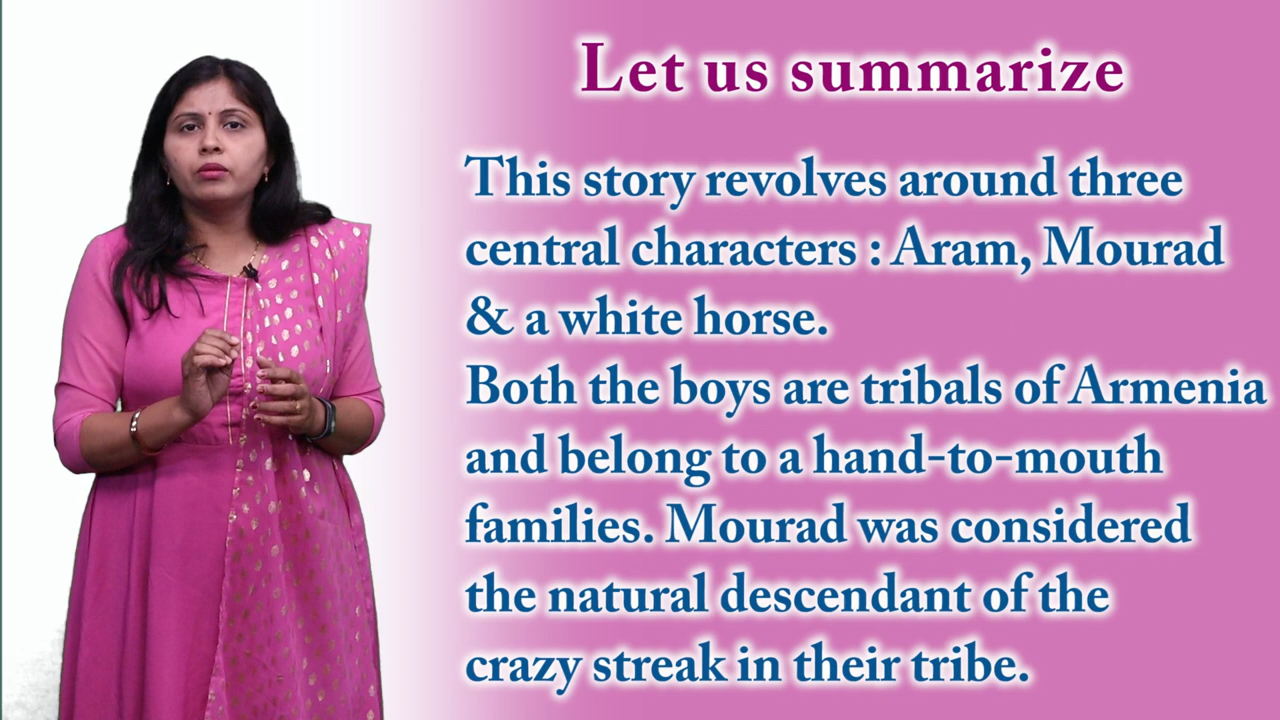 Let us summarize
This story revolves around three
central characters : Aram, Mourad
& a white horse.
Both the boys are tribals of Armenia
and belong to a hand-to-mouth
families. Mourad was considered
the natural descendant of the
crazy streak in their tribe.